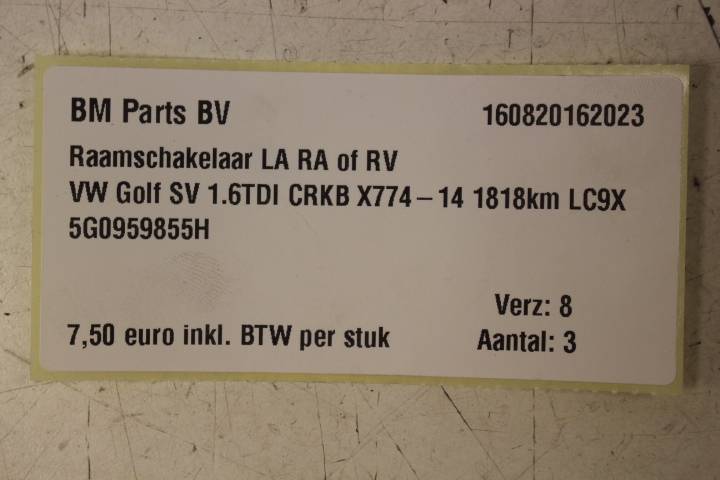 BM Parts BV 160820162023
Raamschakelaar LA RA of RV
VW Golf SV 1.6TDI CRKB X774-14 1818km LC9X
5G0959855H
Verz: 8
7,50 euro inkl. BTW per stuk Aantal: 3